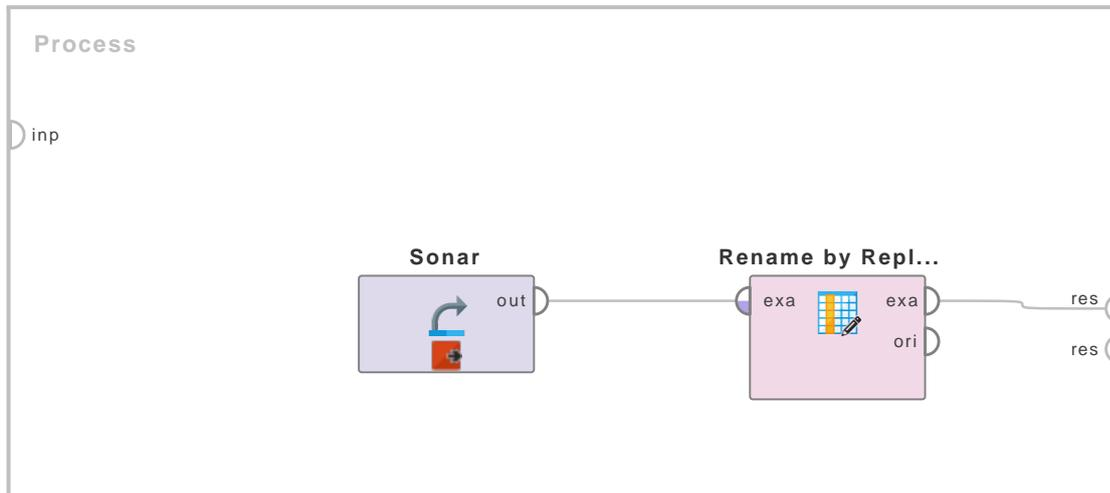 Process
inp
Sonar
out
Rename by Repl...
exa
exa
ori
res
res